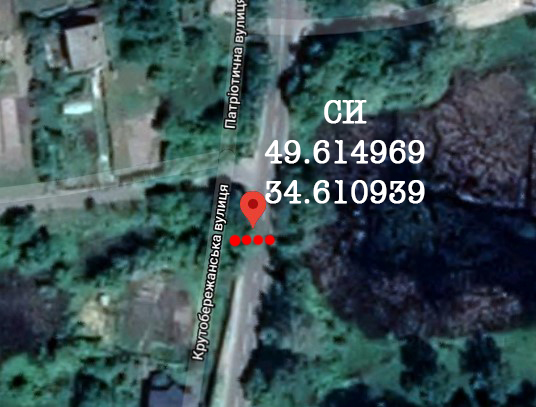 Патріотична вулиця
СИ
49.614969
34.610939
Крутобережанська вулиця